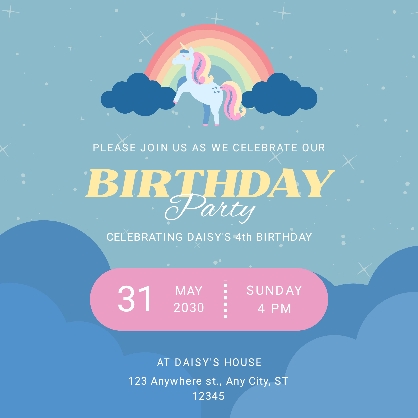 PLEASE JOIN US AS WE CELEBRATE OUR
BIRTHDAY
Party
CELEBRATING DAISY'S 4th BIRTHDAY
31
MAY
2030
SUNDAY
4 PM
AT DAISY'S HOUSE
123 Anywhere st., Any City, ST
12345